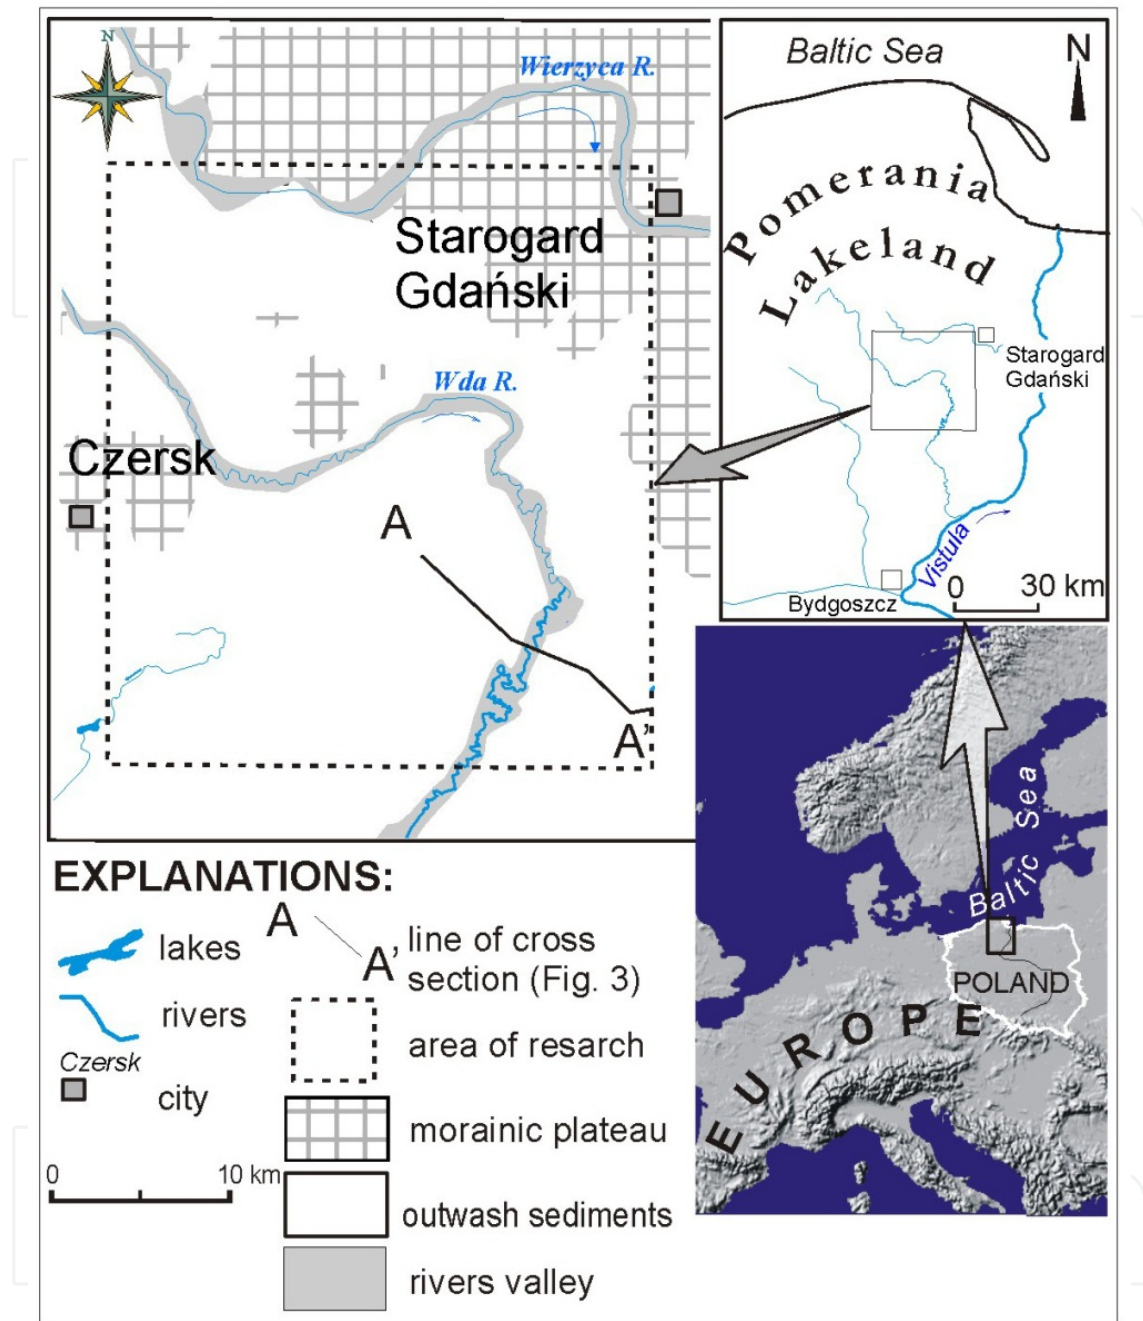 N
Wierzyca R.
Starogard
Gdański
Wda R.
Czersk
A
A'
Baltic Sea
N
Pomerania
Lakeland
Starogard
Gdański
Vistula
0 30 km
Bydgoszcz
Baltic Sea
POLAND
EUROPE
EXPLANATIONS:
lakes
rivers
Czersk
city
0 10 km
A
A'
line of cross
section (Fig. 3)
area of resarch
morainic plateau
outwash sediments
rivers valley